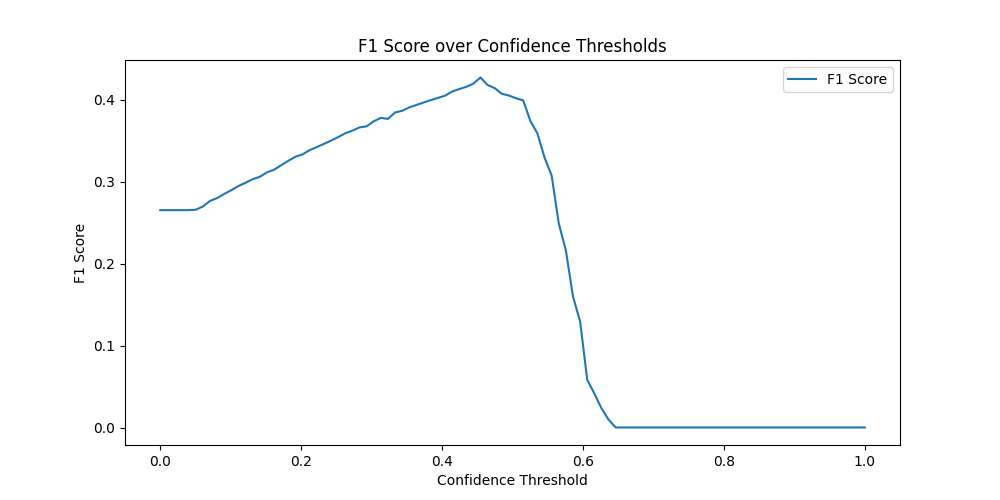 F1 Score over Confidence Thresholds
F1 Score
0.4
0.3
0.2
0.1
0.0
F1 Score
0.0 0.2 0.4 0.6 0.8 1.0
Confidence Threshold